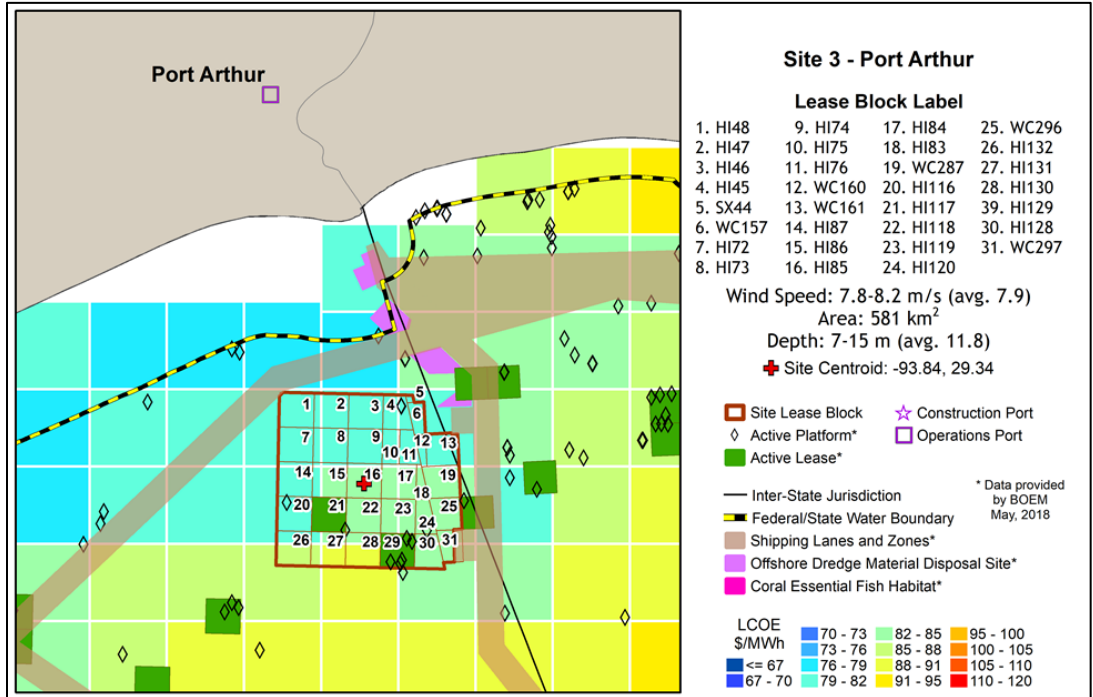 Port Arthur
1
2
3
4
5
6
7
8
9
10
11
12
13
14
15
16
17
18
19
20
21
22
23
24
25
26
27
28
29
30
31
Site 3 - Port Arthur
Lease Block Label
1. HI48 9. HI74 17. HI84 25. WC296
2. HI47 10. HI75 18. HI83 26. HI132
3. HI46 11. HI76 19. WC287 27. HI131
4. HI45 12. WC160 20. HI116 28. HI130
5. SX44 13. WC161 21. HI117 39. HI129
6. WC157 14. HI87 22. HI118 30. HI128
7. HI72 15. HI86 23. HI119 31. WC297
8. HI73 16. HI85 24. HI120
Wind Speed: 7.8-8.2 m/s (avg. 7.9)
Area: 581 km²
Depth: 7-15 m (avg. 11.8)
Site Centroid: -93.84, 29.34
Site Lease Block
Active Platform*
Active Lease*
Construction Port
Operations Port
Inter-State Jurisdiction
Federal/State Water Boundary
Shipping Lanes and Zones*
Offshore Dredge Material Disposal Site*
Coral Essential Fish Habitat*
* Data provided
by BOEM
May, 2018
LCOE
$/MWh
<= 67
67 - 70
70 - 73
73 - 76
76 - 79
79 - 82
82 - 85
85 - 88
88 - 91
91 - 95
95 - 100
100 - 105
105 - 110
110 - 120